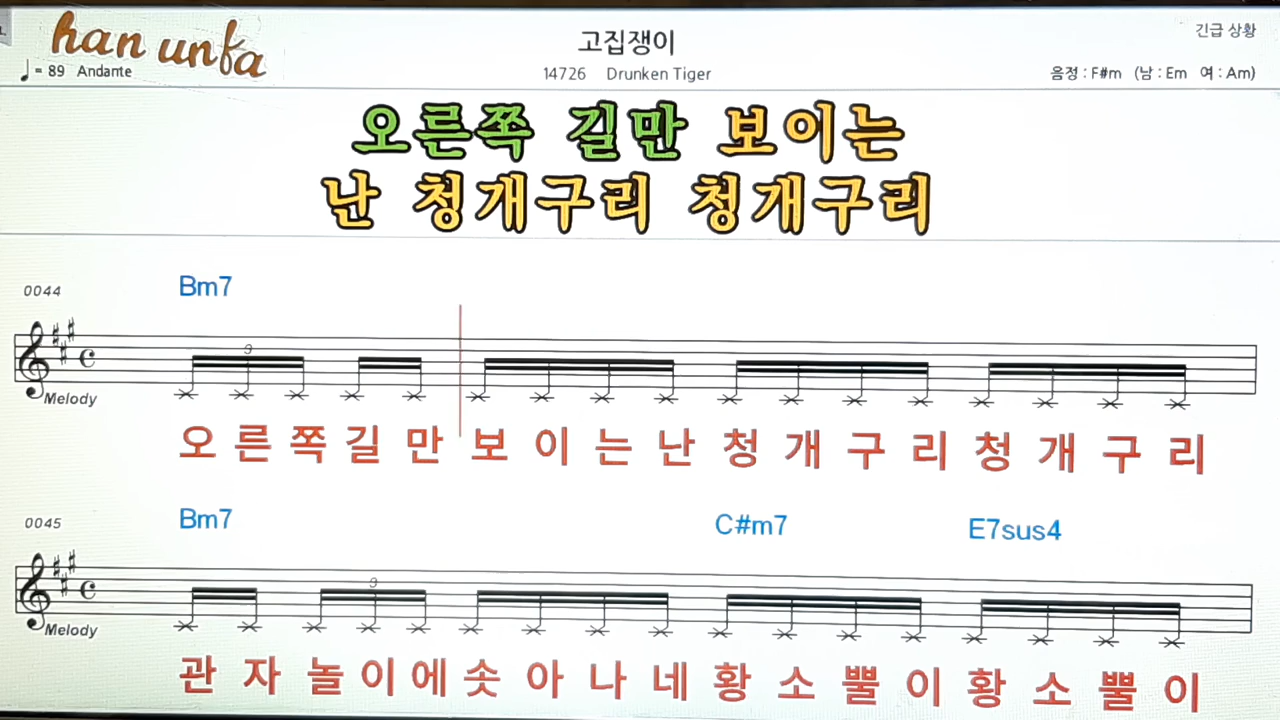 han unfa
고집쟁이
긴급 상황
♩= 89 Andante
14726 Drunken Tiger
음정 : F#m (남 : Em 여 : Am)
오른쪽 길만 보이는
난 청개구리 청개구리
0044 Bm7
3
Melody
오 른 쪽 길 만 보 이 는 난 청 개 구 리 청 개 구 리
0045 Bm7 C#m7 E7sus4
3
Melody
관 자 놀 이 에 솟 아 나 네 황 소 뿔 이 황 소 뿔 이